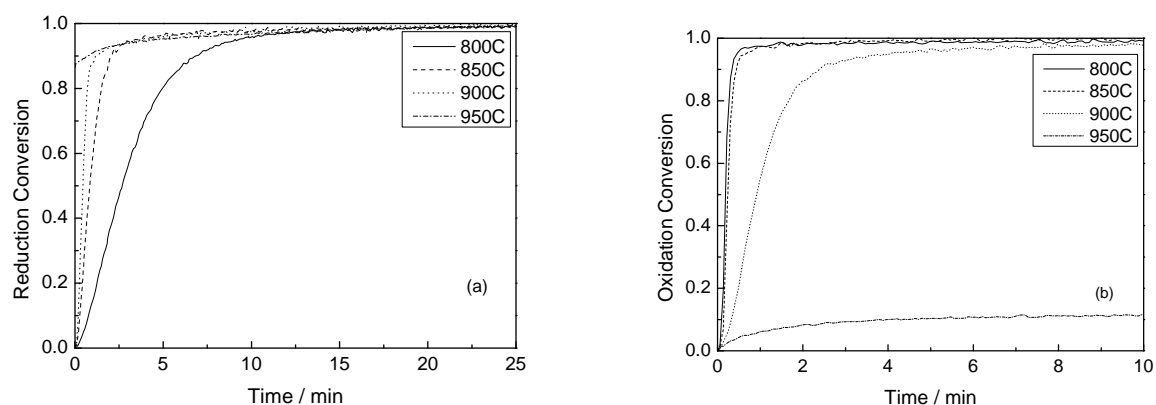 1.0
0.8
0.6
0.4
0.2
0.0
Reduction Conversion
800C
850C
900C
950C
(a)
0 5 10 15 20 25
Time / min
1.0
0.8
0.6
0.4
0.2
0.0
Oxidation Conversion
800C
850C
900C
950C
(b)
0 2 4 6 8 10
Time / min